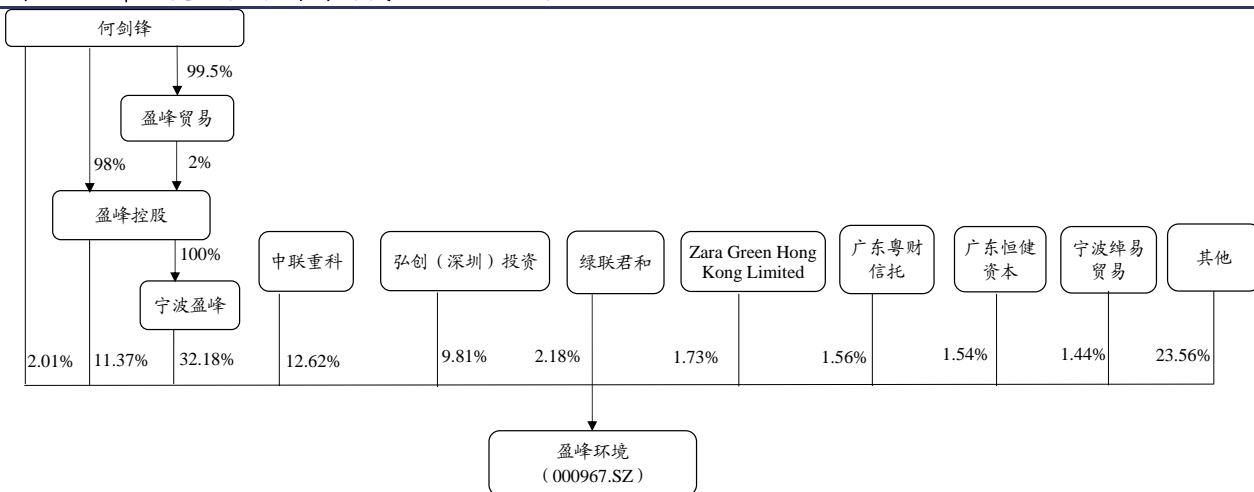 何剑锋
99.5%
盈峰贸易
98%
2%
盈峰控股
100%
宁波盈峰
中联重科
弘创（深圳）投资
绿联君和
Zara Green Hong
Kong Limited
广东粤财
信托
广东恒健
资本
宁波绰易
贸易
其他
2.01%
11.37%
32.18%
12.62%
9.81%
2.18%
1.73%
1.56%
1.54%
1.44%
23.56%
盈峰环境
（000967.SZ）